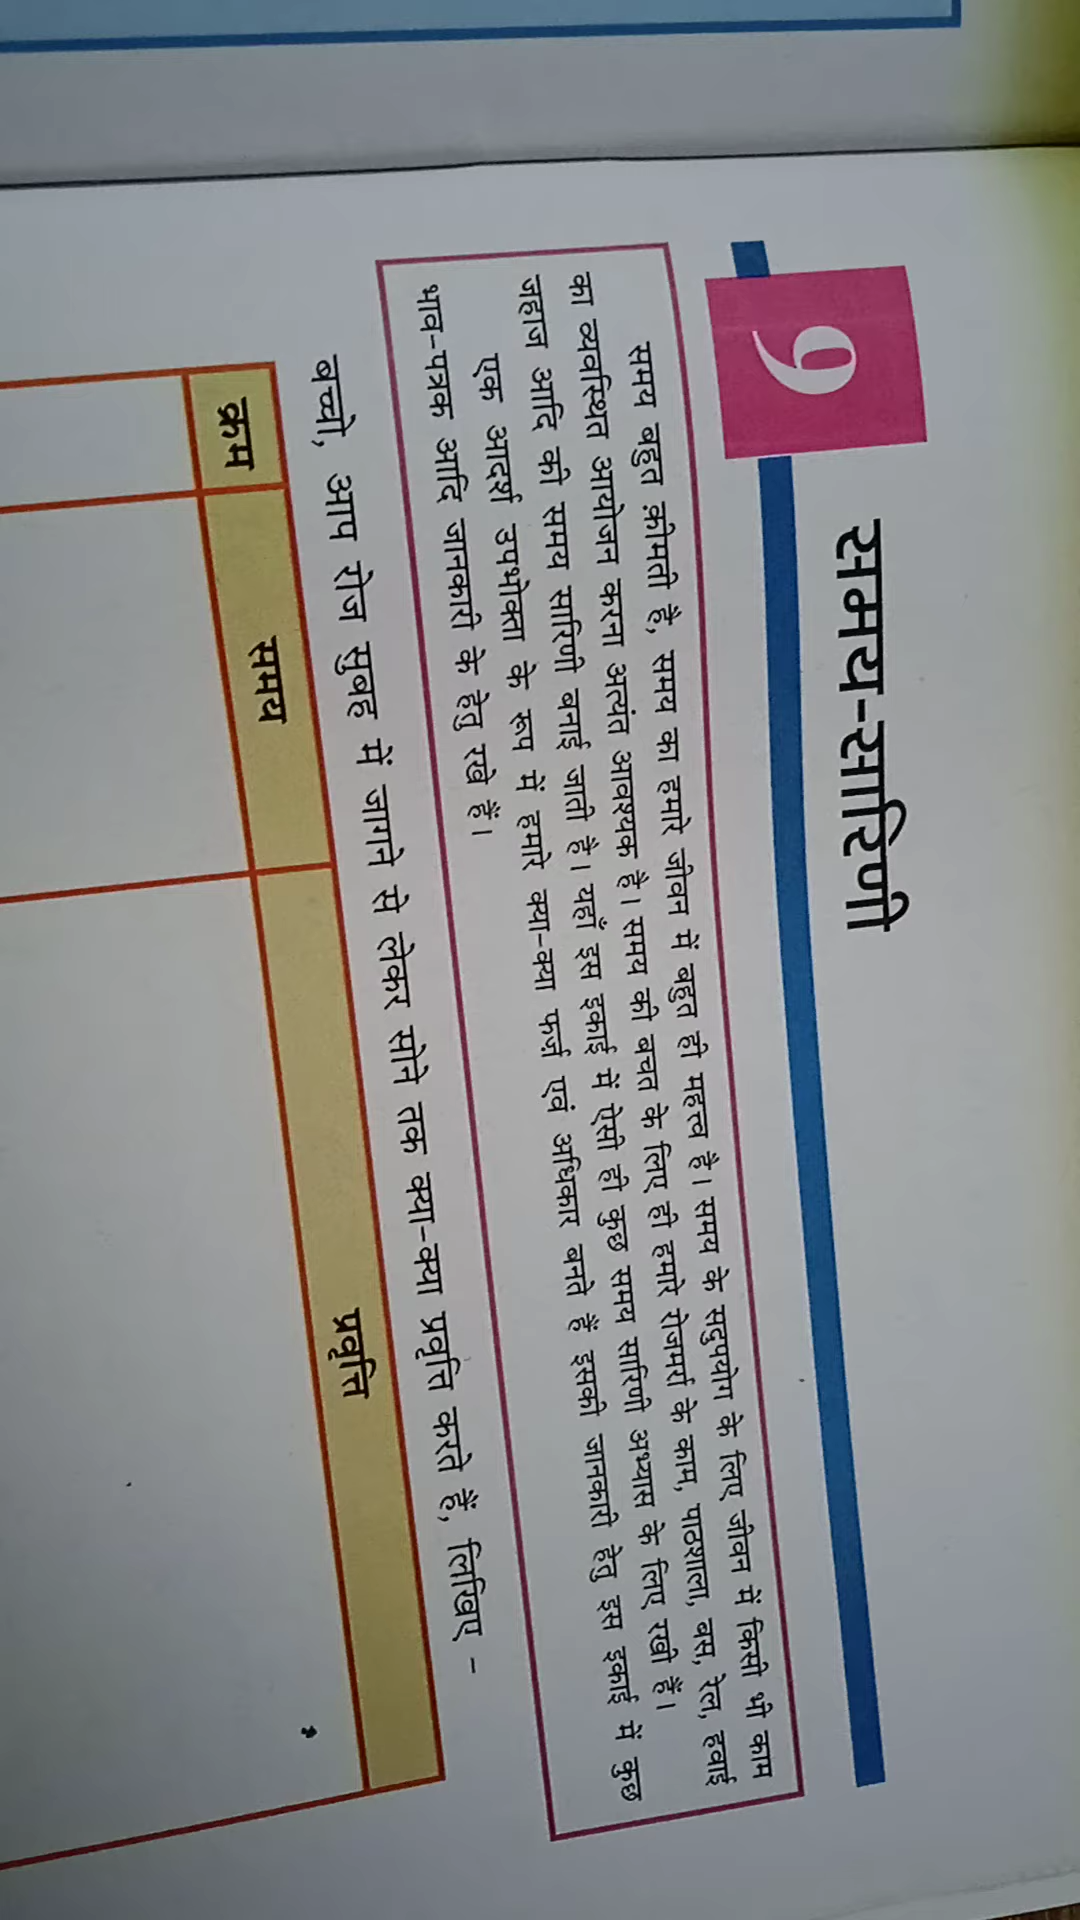 9
समय-सारिणी
समय बहुत क़ीमती है, समय का हमारे जीवन में बहुत ही महत्त्व है। समय के सदुपयोग के लिए जीवन में किसी भी काम
का व्यवस्थित आयोजन करना अत्यंत आवश्यक है। समय की बचत के लिए ही हमारे रोजमर्रा के काम, पाठशाला, बस, रेल, हवाई
जहाज आदि की समय सारिणी बनाई जाती है। यहाँ इस इकाई में ऐसी ही कुछ समय सारिणी अभ्यास के लिए रखी हैं।
एक आदर्श उपभोक्ता के रूप में हमारे क्या-क्या फर्ज़ एवं अधिकार बनते हैं इसकी जानकारी हेतु इस इकाई में कुछ
भाव-पत्रक आदि जानकारी के हेतु रखे हैं।
बच्चो, आप रोज सुबह में जागने से लेकर सोने तक क्या-क्या प्रवृत्ति करते हैं, लिखिए -
क्रम समय प्रवृत्ति